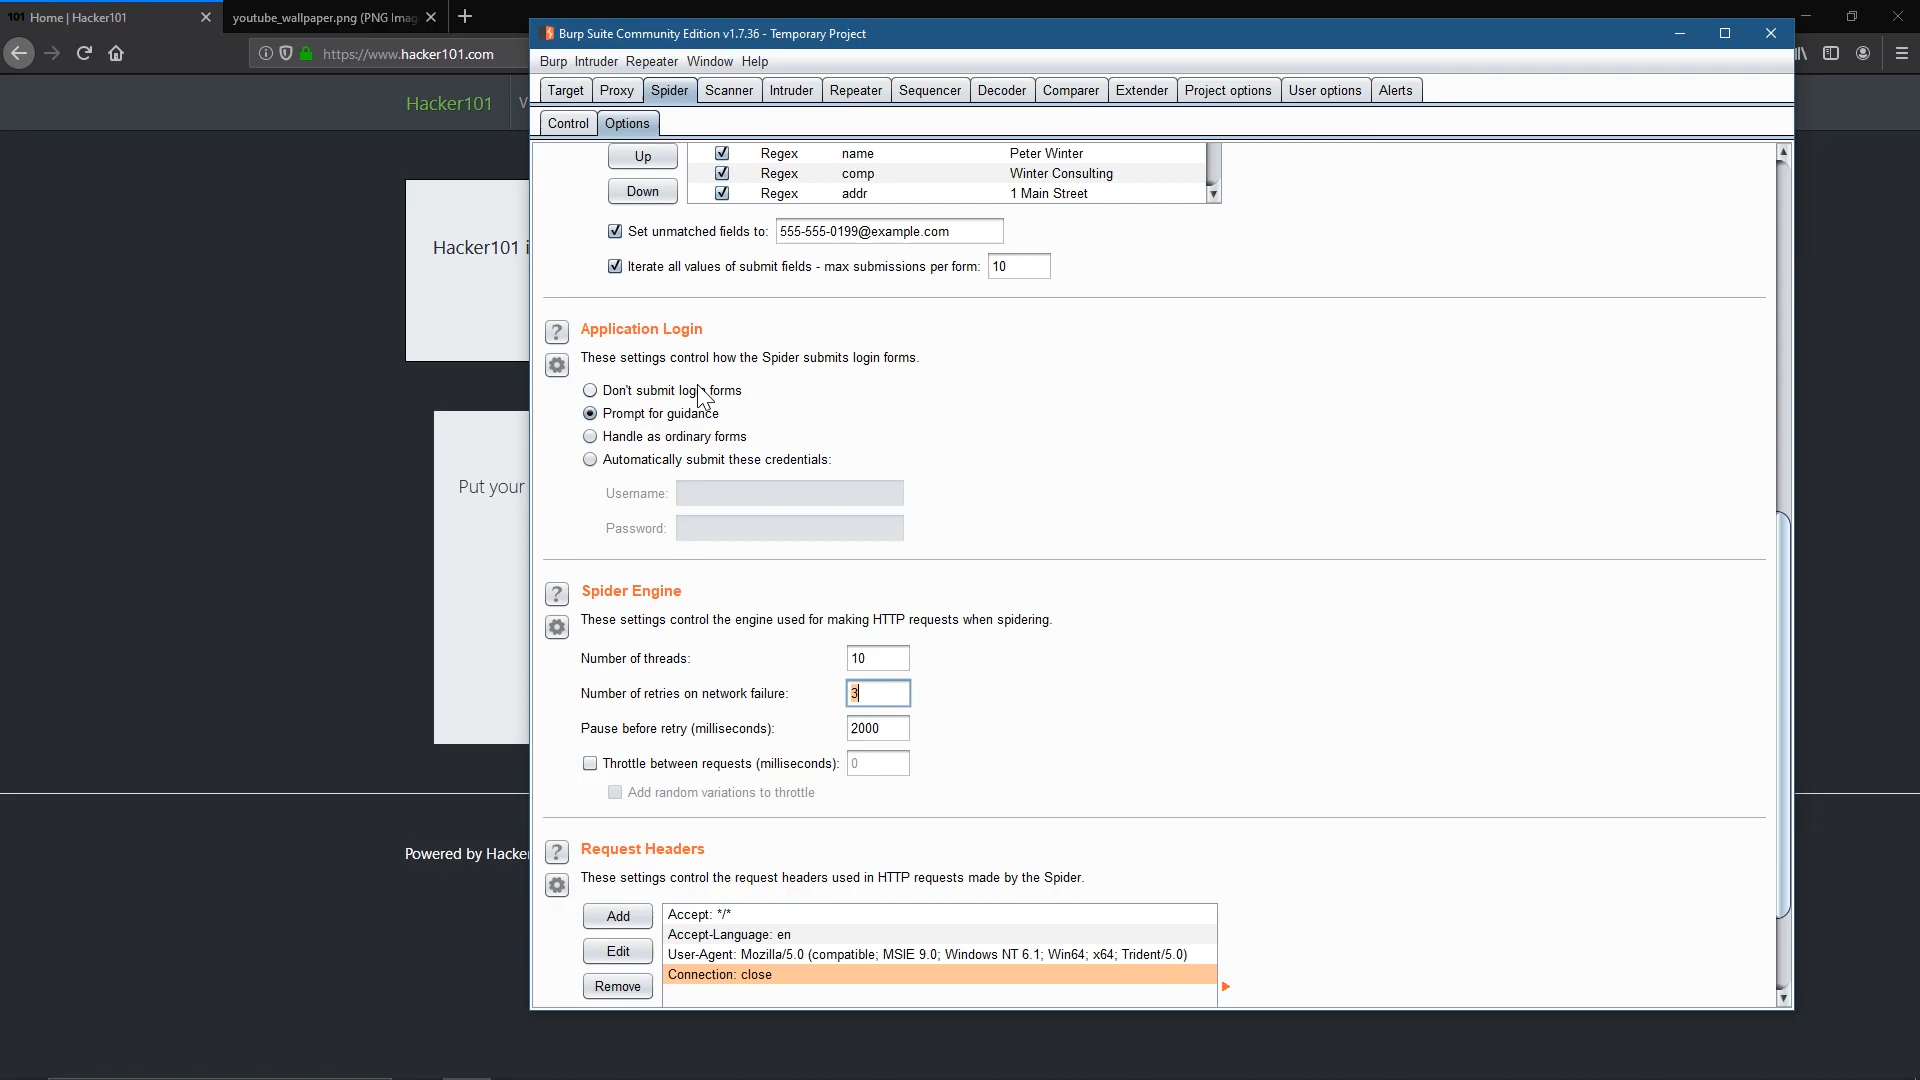 101 Home | Hacker101
youtube_wallpaper.png (PNG Imag
https://www.hacker101.com
Hacker101
V
Hacker101 i
Put your
Powered by Hacke
Burp Suite Community Edition v1.7.36 - Temporary Project
Burp Intruder Repeater Window Help
Target Proxy Spider Scanner Intruder Repeater Sequencer Decoder Comparer Extender Project options User options Alerts
Control Options
Up
Down
Regex name Peter Winter
Regex comp Winter Consulting
Regex addr 1 Main Street
Set unmatched fields to: 555-555-0199@example.com
Iterate all values of submit fields - max submissions per form: 10
? Application Login
These settings control how the Spider submits login forms.
Don't submit login forms
Prompt for guidance
Handle as ordinary forms
Automatically submit these credentials:
Username:
Password:
? Spider Engine
These settings control the engine used for making HTTP requests when spidering.
Number of threads: 10
Number of retries on network failure: 3
Pause before retry (milliseconds): 2000
Throttle between requests (milliseconds): 0
Add random variations to throttle
? Request Headers
These settings control the request headers used in HTTP requests made by the Spider.
Add
Edit
Remove
Accept: */*
Accept-Language: en
User-Agent: Mozilla/5.0 (compatible; MSIE 9.0; Windows NT 6.1; Win64; x64; Trident/5.0)
Connection: close